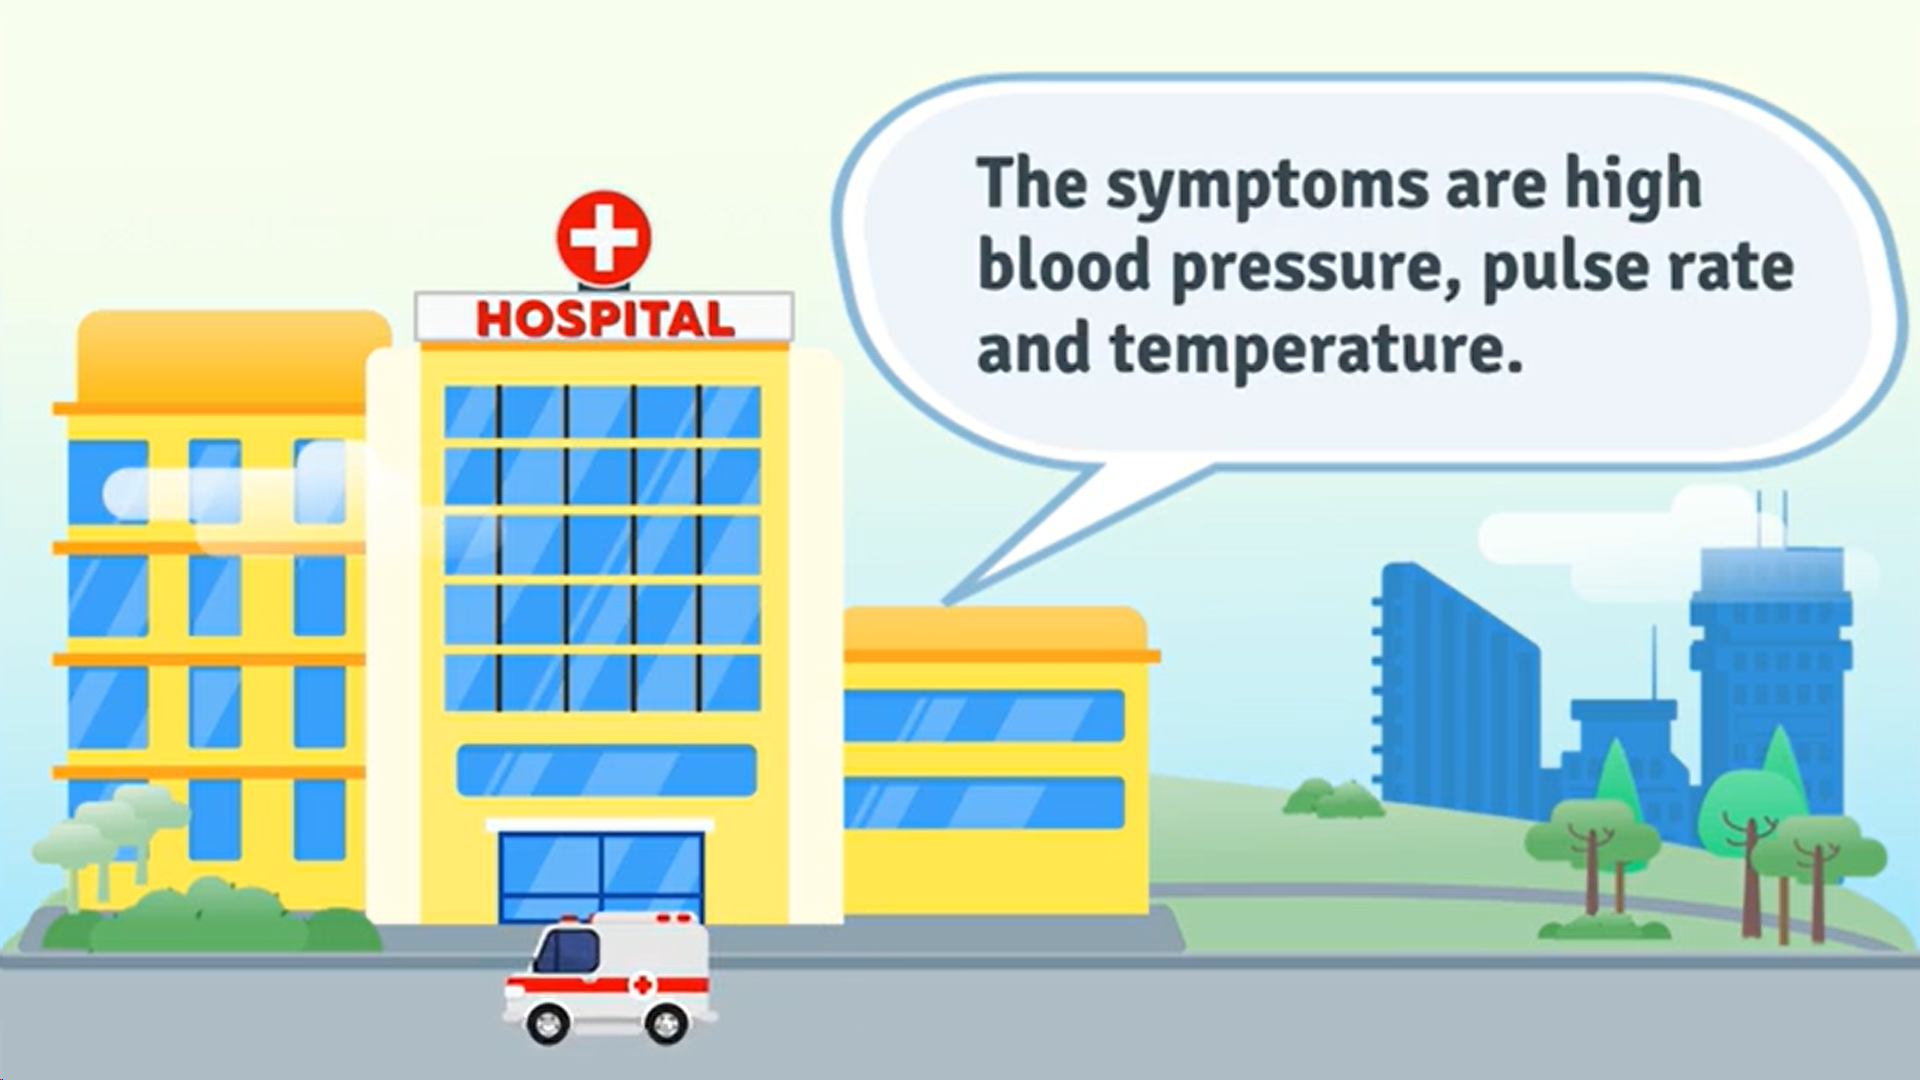 The symptoms are high
blood pressure, pulse rate
and temperature.
HOSPITAL